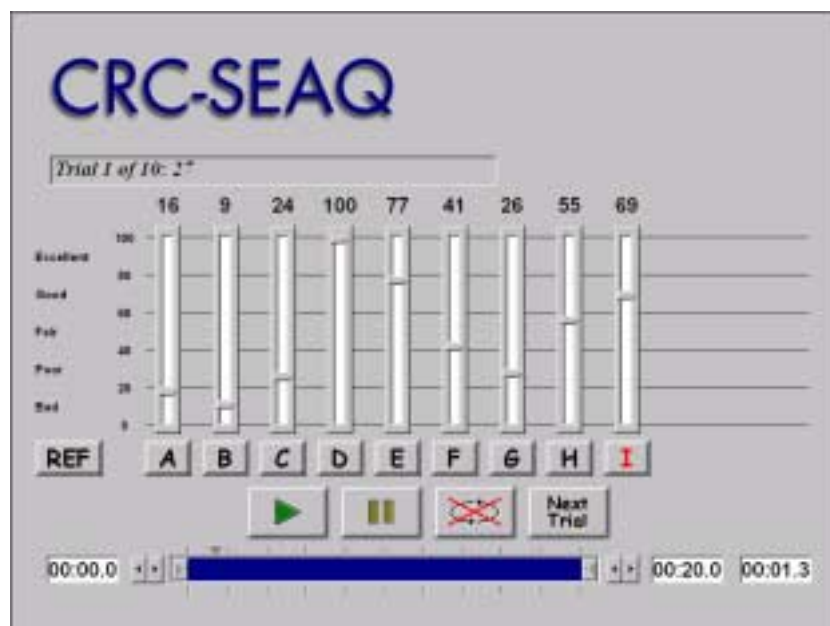 CRC-SEAQ
Trial 1 of 10: 2*
16 9 24 100 77 41 26 55 69
100
Excellent
80
Good
60
Fair
40
Poor
20
Bad
0
REF A B C D E F G H I
Next
Trial
00:00.0 00:20.0 00:01.3